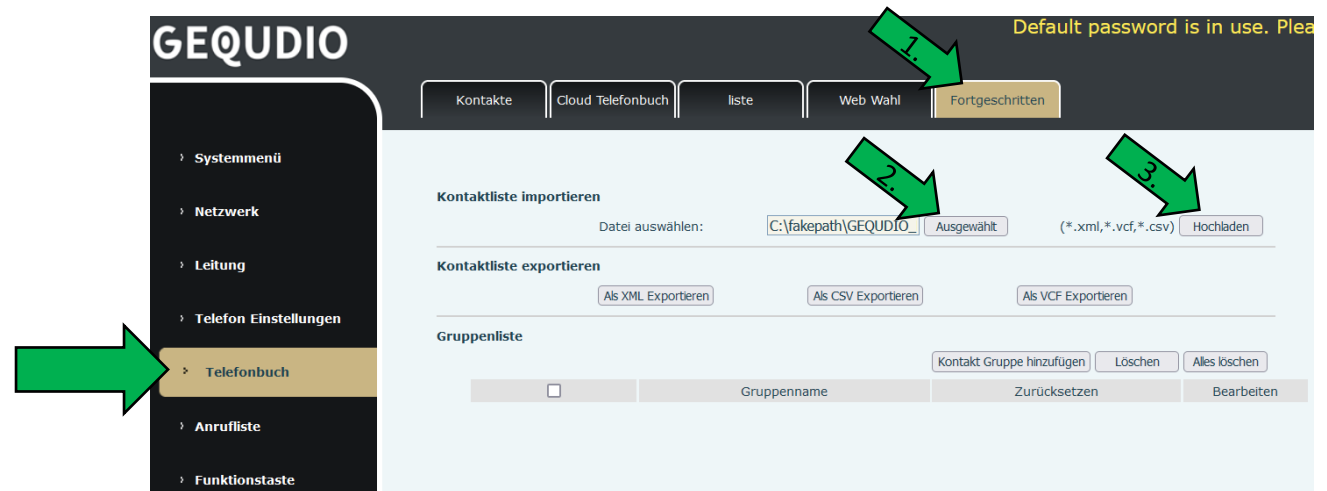 GEQUDIO
Default password is in use. Plea
1.
Kontakte
Cloud Telefonbuch
liste
Web Wahl
Fortgeschritten
Systemmenü
Netzwerk
Leitung
Telefon Einstellungen
Telefonbuch
Anrufliste
Funktionstaste
2.
3.
Kontaktliste importieren
Datei auswählen: C:\fakepath\GEQUDIO_ Ausgewählt (*.xml,*.vcf,*.csv) Hochladen
Kontaktliste exportieren
Als XML Exportieren Als CSV Exportieren Als VCF Exportieren
Gruppenliste
Kontakt Gruppe hinzufügen Löschen Alles löschen
Gruppenname Zurücksetzen Bearbeiten